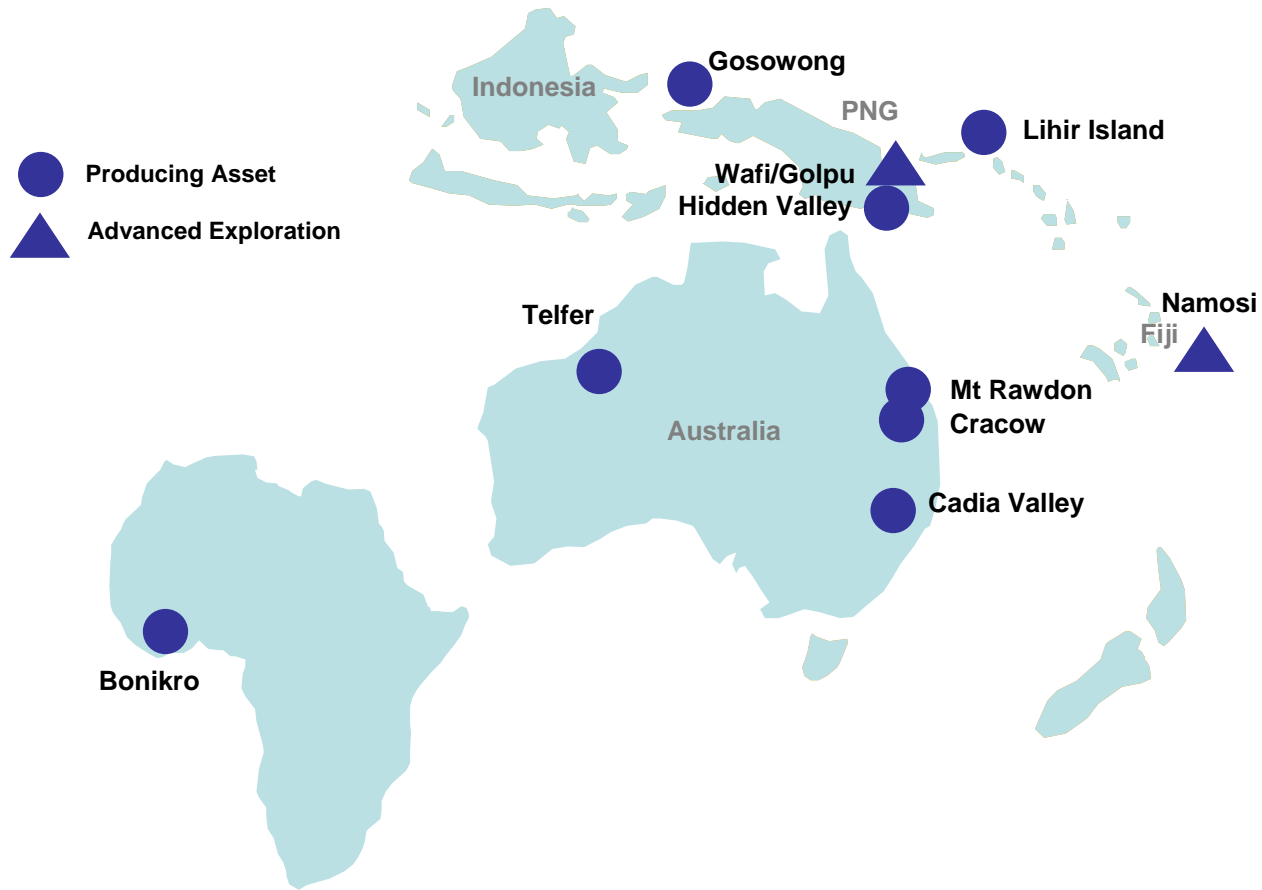 Gosowong
Indonesia
PNG
Lihir Island
Producing Asset
Wafi/Golpu
Hidden Valley
Advanced Exploration
Namosi
Telfer
Fiji
Mt Rawdon
Australia
Cracow
Cadia Valley
Bonikro